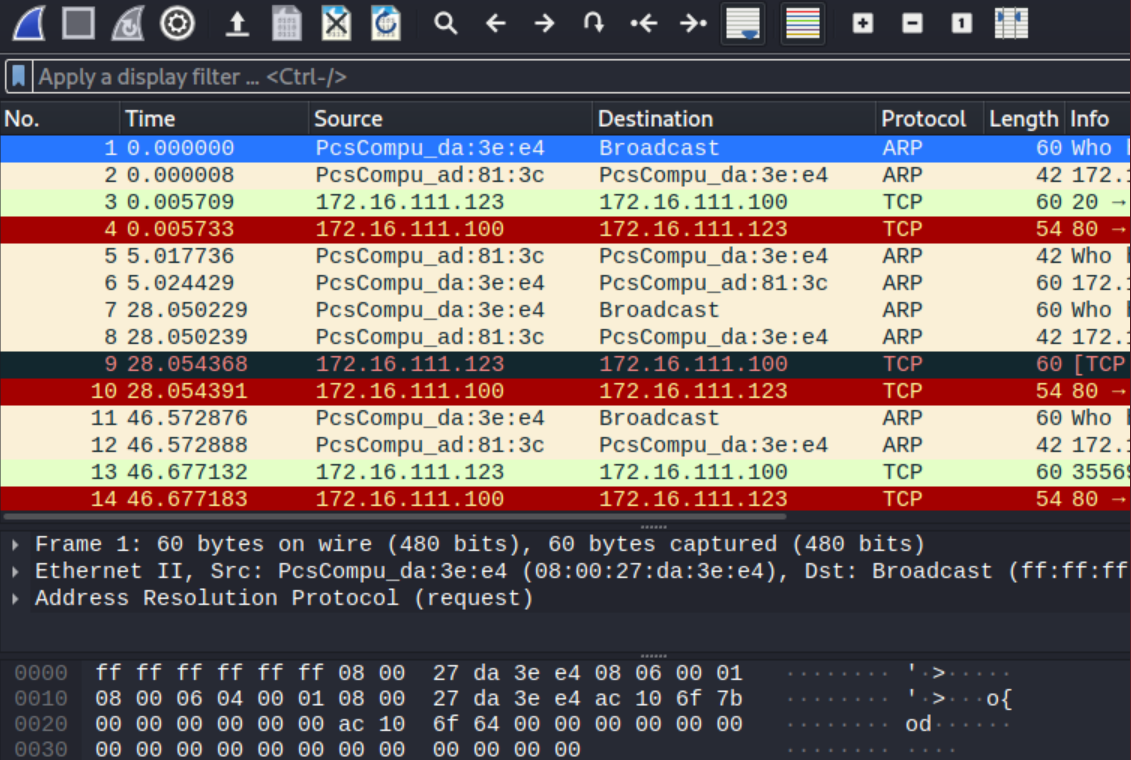 Apply a display filter ... <Ctrl-/>
No. Time Source Destination Protocol Length Info
1 0.000000 PcsCompu_da:3e:e4 Broadcast ARP 60 Who
2 0.000008 PcsCompu_ad:81:3c PcsCompu_da:3e:e4 ARP 42 172.1
3 0.005709 172.16.111.123 172.16.111.100 TCP 60 20 →
4 0.005733 172.16.111.100 172.16.111.123 TCP 54 80 →
5 5.017736 PcsCompu_ad:81:3c PcsCompu_da:3e:e4 ARP 42 Who
6 5.024429 PcsCompu_da:3e:e4 PcsCompu_ad:81:3c ARP 60 172.1
7 28.050229 PcsCompu_da:3e:e4 Broadcast ARP 60 Who
8 28.050239 PcsCompu_ad:81:3c PcsCompu_da:3e:e4 ARP 42 172.1
9 28.054368 172.16.111.123 172.16.111.100 TCP 60 [TCP
10 28.054391 172.16.111.100 172.16.111.123 TCP 54 80 →
11 46.572876 PcsCompu_da:3e:e4 Broadcast ARP 60 Who
12 46.572888 PcsCompu_ad:81:3c PcsCompu_da:3e:e4 ARP 42 172.1
13 46.677132 172.16.111.123 172.16.111.100 TCP 60 35569
14 46.677183 172.16.111.100 172.16.111.123 TCP 54 80 →
Frame 1: 60 bytes on wire (480 bits), 60 bytes captured (480 bits)
Ethernet II, Src: PcsCompu_da:3e:e4 (08:00:27:da:3e:e4), Dst: Broadcast (ff:ff:ff
Address Resolution Protocol (request)
0000 ff ff ff ff ff ff 08 00 27 da 3e e4 08 06 00 01 ········ '·>·····
0010 08 00 06 04 00 01 08 00 27 da 3e e4 ac 10 6f 7b ········ '·>···o{
0020 00 00 00 00 00 00 ac 10 6f 64 00 00 00 00 00 00 ········ od······
0030 00 00 00 00 00 00 00 00 00 00 00 00 ········ ····